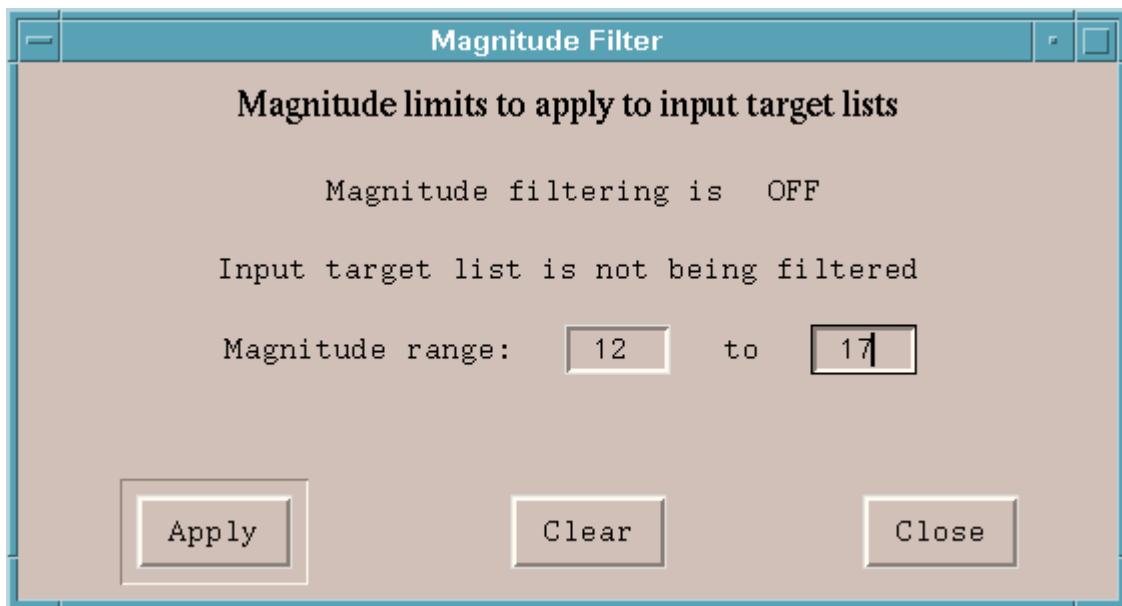 Magnitude Filter
Magnitude limits to apply to input target lists
Magnitude filtering is OFF
Input target list is not being filtered
Magnitude range: 12 to 17
Apply Clear Close